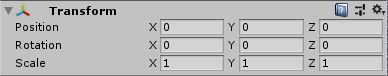 Transform
Position X 0 Y 0 Z 0
Rotation X 0 Y 0 Z 0
Scale X 1 Y 1 Z 1